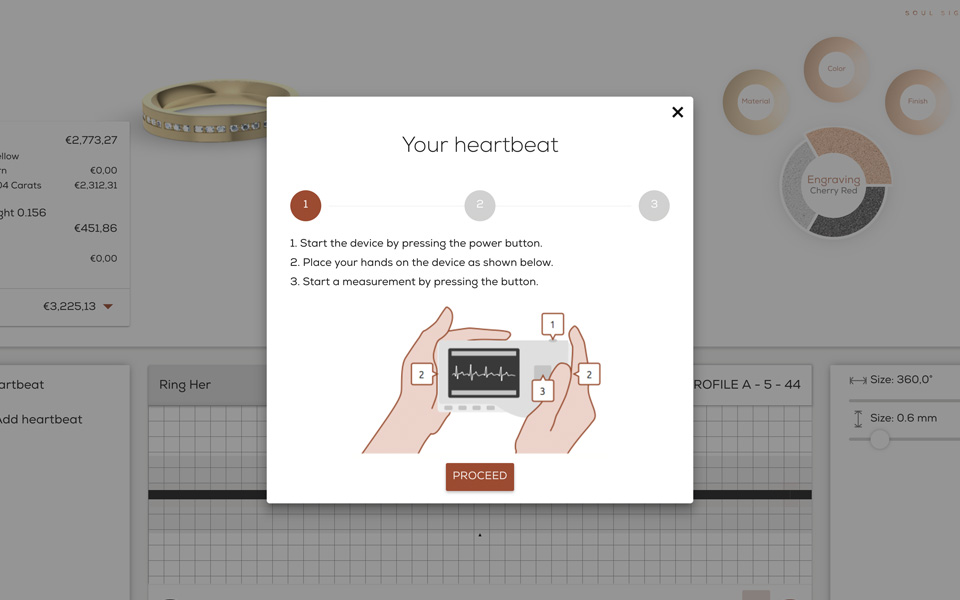 SOUL SIG
Color
Material
Finish
Engraving
Cherry Red
€2,773,27
ellow
rn
€0,00
04 Carats
€2,312,31
ght 0.156
€451,86
€0,00
€3,225,13
Your heartbeat
1
2
3
1. Start the device by pressing the power button.
2. Place your hands on the device as shown below.
3. Start a measurement by pressing the button.
1
2
2
3
PROCEED
artbeat
Add heartbeat
Ring Her
ROFILE A - 5 - 44
Size: 360,0°
Size: 0.6 mm